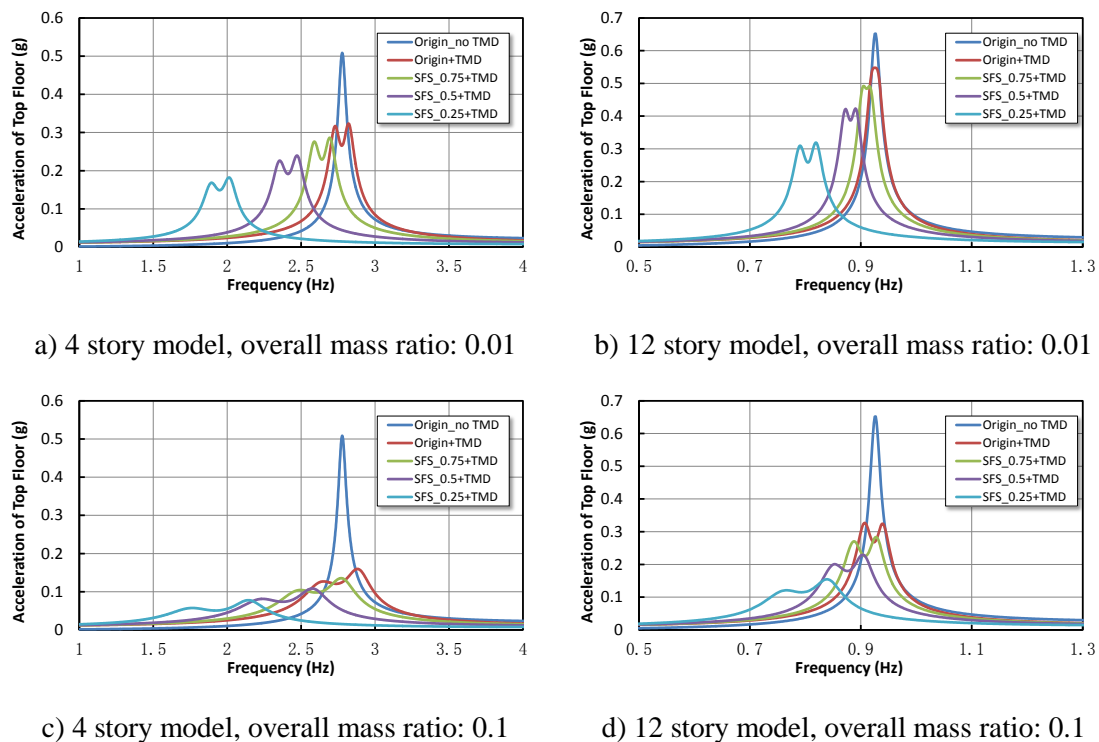 Acceleration of Top Floor (g)
0.6
0.5
0.4
0.3
0.2
0.1
0
Origin_no TMD
Origin+TMD
SFS_0.75+TMD
SFS_0.5+TMD
SFS_0.25+TMD
1 1.5 2 2.5 3 3.5 4
Frequency (Hz)
a) 4 story model, overall mass ratio: 0.01
Acceleration of Top Floor (g)
0.7
0.6
0.5
0.4
0.3
0.2
0.1
0
Origin_no TMD
Origin+TMD
SFS_0.75+TMD
SFS_0.5+TMD
SFS_0.25+TMD
0.5 0.7 0.9 1.1 1.3
Frequency (Hz)
b) 12 story model, overall mass ratio: 0.01
Acceleration of Top Floor (g)
0.6
0.5
0.4
0.3
0.2
0.1
0
Origin_no TMD
Origin+TMD
SFS_0.75+TMD
SFS_0.5+TMD
SFS_0.25+TMD
1 1.5 2 2.5 3 3.5 4
Frequency (Hz)
c) 4 story model, overall mass ratio: 0.1
Acceleration of Top Floor (g)
0.7
0.6
0.5
0.4
0.3
0.2
0.1
0
Origin_no TMD
Origin+TMD
SFS_0.75+TMD
SFS_0.5+TMD
SFS_0.25+TMD
0.5 0.7 0.9 1.1 1.3
Frequency (Hz)
d) 12 story model, overall mass ratio: 0.1